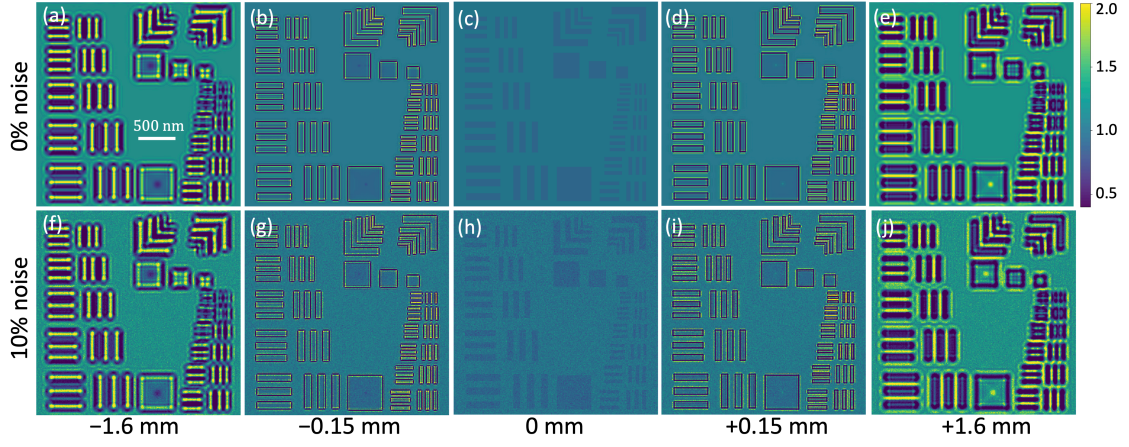 0% noise
(a)
(b)
(c)
(d)
(e)
500 nm
2.0
1.5
1.0
0.5
10% noise
(f)
(g)
(h)
(i)
(j)
−1.6 mm
−0.15 mm
0 mm
+0.15 mm
+1.6 mm